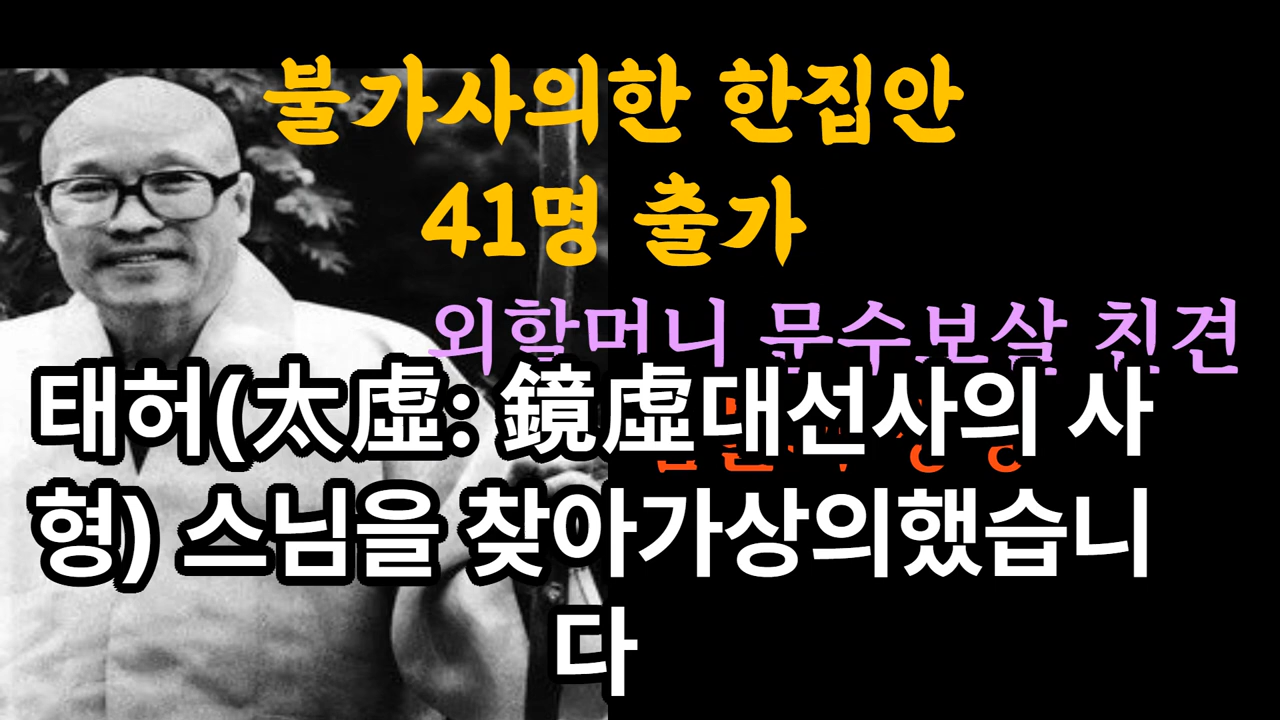 불가사의한 한집안
41명 출가
외할머니 문수보살 친견
태허(太虛: 鏡虛대선사의 사
형) 스님을 찾아가상의했습니
다